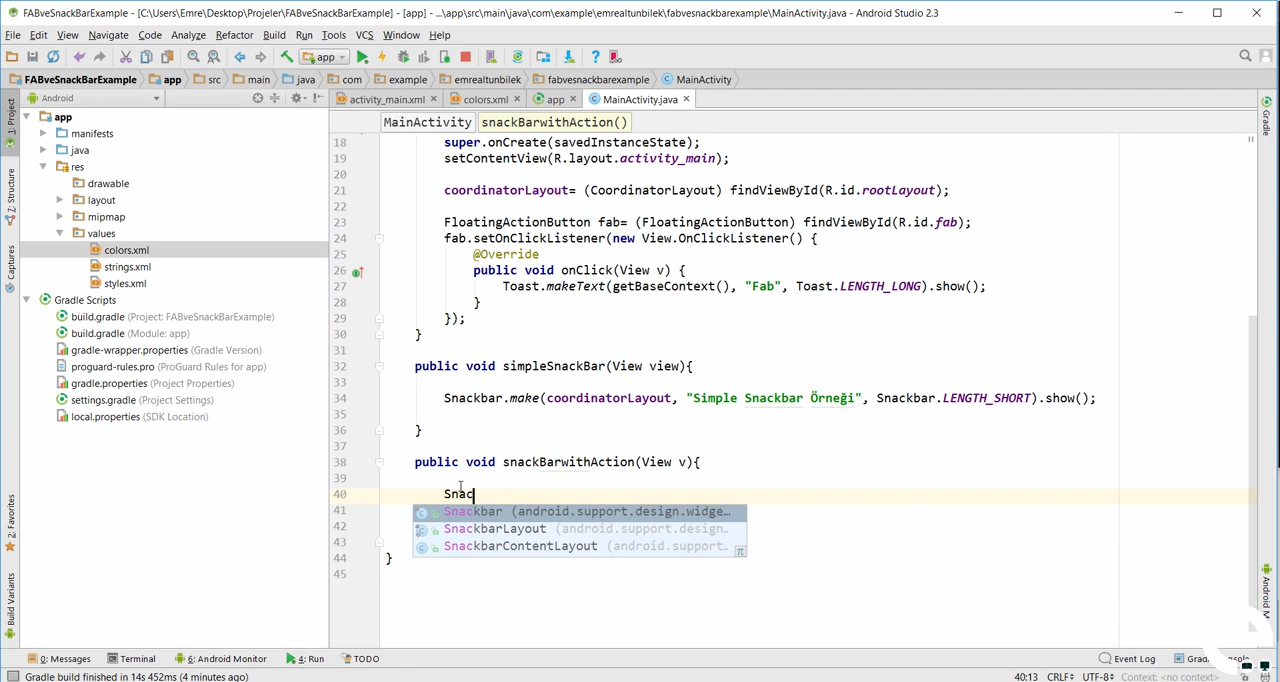 FABveSnackBarExample - [C:\Users\Emre\Desktop\Projeler\FABveSnackBarExample] - [app] - ...\app\src\main\java\com\example\emrealtunbilek\fabvesnackbarexample\MainActivity.java - Android Studio 2.3
File Edit View Navigate Code Analyze Refactor Build Run Tools VCS Window Help
app
FABveSnackBarExample app src main java com example emrealtunbilek fabvesnackbarexample MainActivity
Android
activity_main.xml colors.xml app MainActivity.java
MainActivity snackBarwithAction()
1: Project
Z: Structure
Captures
2: Favorites
Build Variants
app
manifests
java
res
drawable
layout
mipmap
values
colors.xml
strings.xml
styles.xml
Gradle Scripts
build.gradle (Project: FABveSnackBarExample)
build.gradle (Module: app)
gradle-wrapper.properties (Gradle Version)
proguard-rules.pro (ProGuard Rules for app)
gradle.properties (Project Properties)
settings.gradle (Project Settings)
local.properties (SDK Location)
18 super.onCreate(savedInstanceState);
19 setContentView(R.layout.activity_main);
20
21 coordinatorLayout= (CoordinatorLayout) findViewById(R.id.rootLayout);
22
23 FloatingActionButton fab= (FloatingActionButton) findViewById(R.id.fab);
24 fab.setOnClickListener(new View.OnClickListener() {
25 @Override
26 public void onClick(View v) {
27 Toast.makeText(getBaseContext(), "Fab", Toast.LENGTH_LONG).show();
28 }
29 });
30 }
31
32 public void simpleSnackBar(View view){
33
34 Snackbar.make(coordinatorLayout, "Simple Snackbar Örneği", Snackbar.LENGTH_SHORT).show();
35
36 }
37
38 public void snackBarwithAction(View v){
39
40 Snac
41 Snackbar (android.support.design.widge...
42 SnackbarLayout (android.support.design.
43 SnackbarContentLayout (android.support.
44 }
45
Gradle
Android M
0: Messages Terminal 6: Android Monitor 4: Run TODO Event Log
Gradle build finished in 14s 452ms (4 minutes ago) 40:13 CRLF UTF-8 Context: <no context>